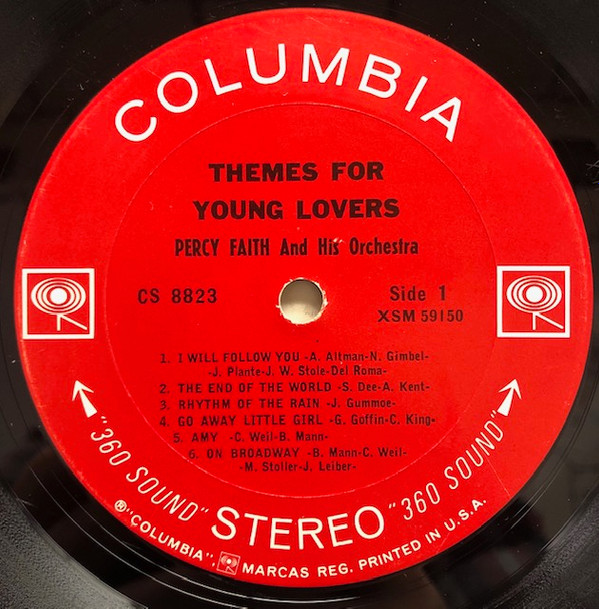 COLUMBIA
THEMES FOR
YOUNG LOVERS
PERCY FAITH And His Orchestra
CS 8823
Side 1
XSM 59150
1. I WILL FOLLOW YOU -A. Altman-N. Gimbel-
-J. Plante-J. W. Stole-Del Roma-
2. THE END OF THE WORLD -S. Dee-A. Kent-
3. RHYTHM OF THE RAIN -J. Gummoe-
4. GO AWAY LITTLE GIRL -G. Goffin-C. King-
5. AMY -C. Weil-B. Mann-
6. ON BROADWAY -B. Mann-C. Weil-
-M. Stoller-J. Leiber-
"360 SOUND" STEREO "360 SOUND"
®"COLUMBIA", MARCAS REG. PRINTED IN U.S.A.